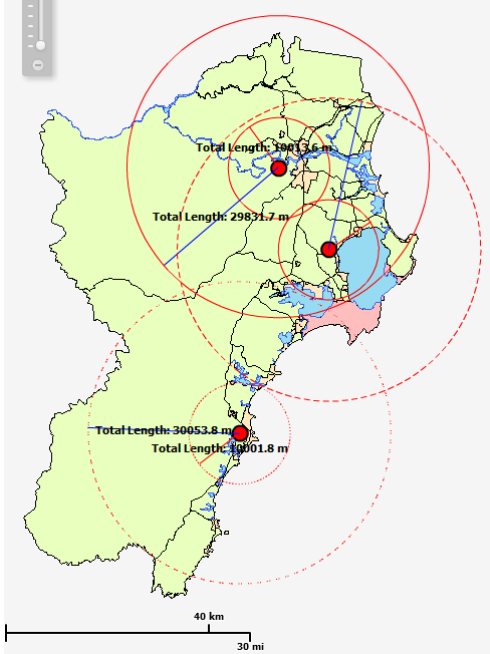 Total Length: 10013.6 m
Total Length: 29831.7 m
Total Length: 30053.8 m
Total Length: 10001.8 m
40 km
30 mi